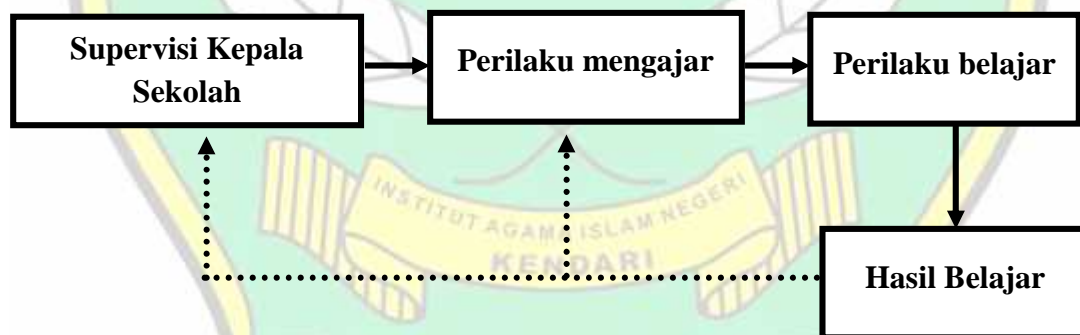 Supervisi Kepala
Sekolah
Perilaku mengajar
Perilaku belajar
INSTITUT AGAMA ISLAM NEGERI
KENDARI
Hasil Belajar